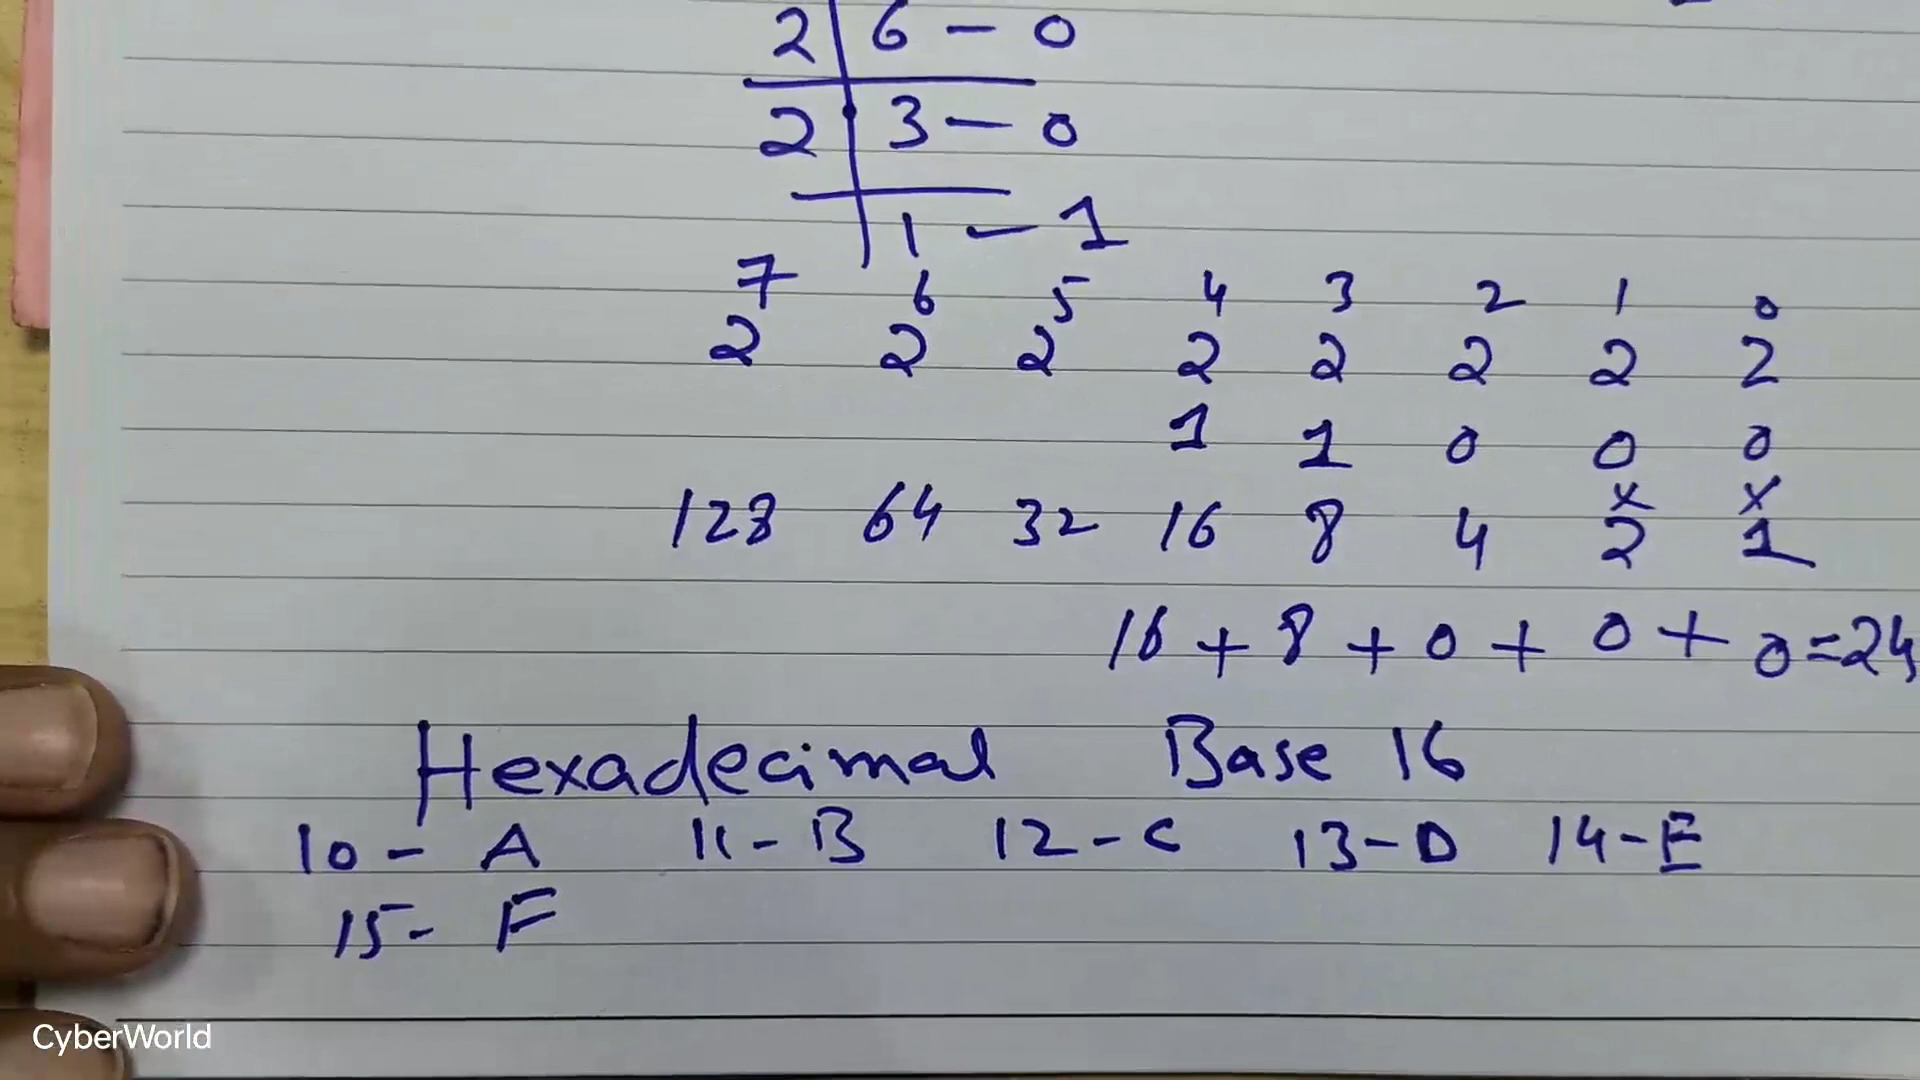 2 6 - 0
2 3 - 0
1 - 1
7 6 5 4 3 2 1 0
2 2 2 2 2 2 2 2
1 1 0 0 0
x x
128 64 32 16 8 4 2 1
16 + 8 + 0 + 0 + 0 = 24
Hexadecimal Base 16
10 - A 11 - B 12 - C 13 - D 14 - E
15 - F
CyberWorld